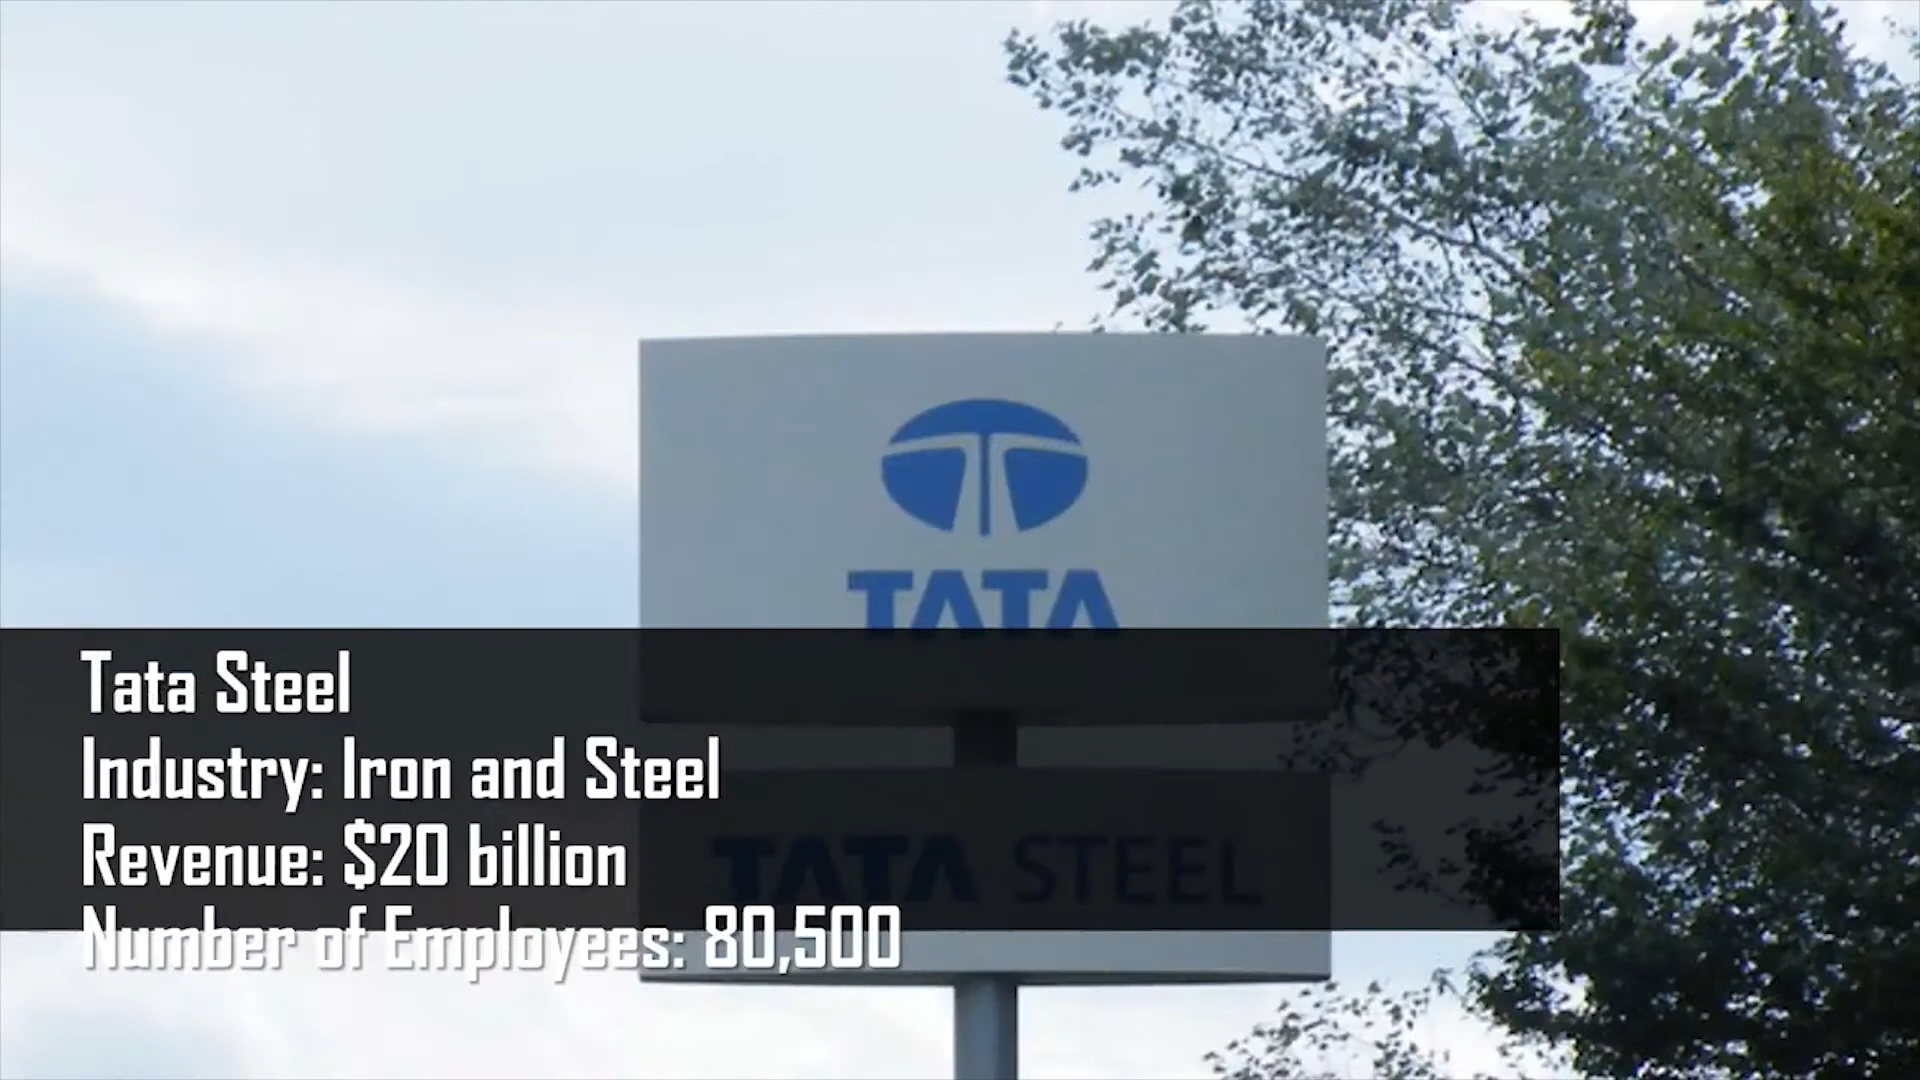 TATA
Tata Steel
Industry: Iron and Steel
Revenue: $20 billion
TATA STEEL
Number of Employees: 80,500